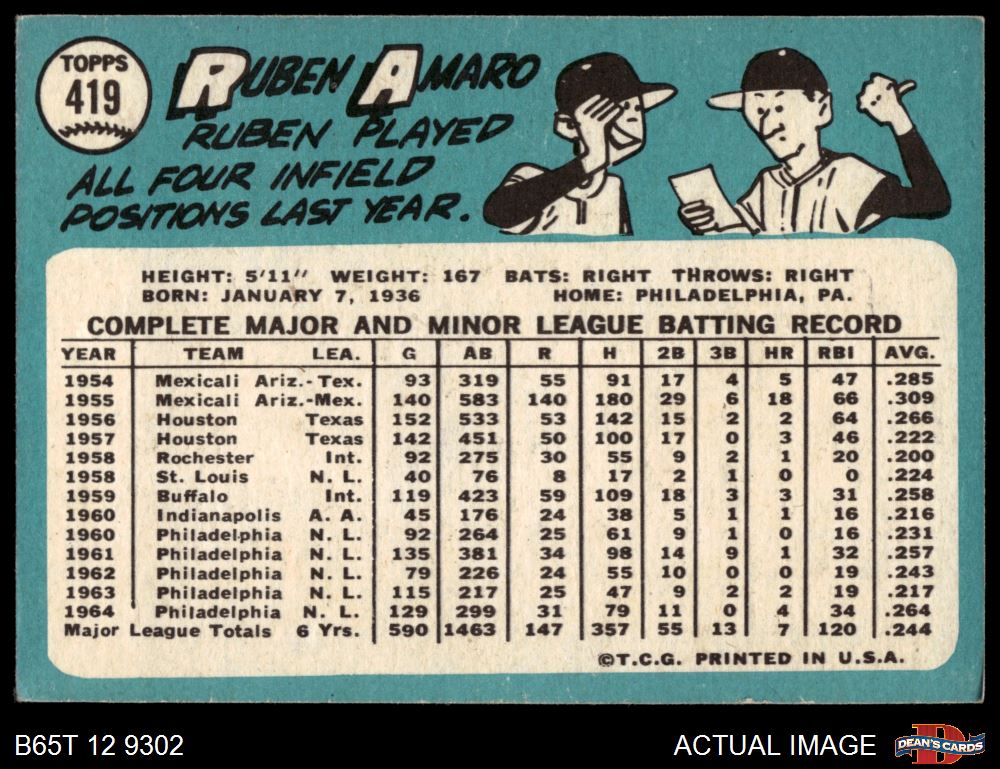 TOPPS
419
RUBEN AMARO
RUBEN PLAYED
ALL FOUR INFIELD
POSITIONS LAST YEAR.
HEIGHT: 5'11" WEIGHT: 167 BATS: RIGHT THROWS: RIGHT
BORN: JANUARY 7, 1936 HOME: PHILADELPHIA, PA.
COMPLETE MAJOR AND MINOR LEAGUE BATTING RECORD
YEAR TEAM LEA. G AB R H 2B 3B HR RBI AVG.
1954 Mexicali Ariz.-Tex. 93 319 55 91 17 4 5 47 .285
1955 Mexicali Ariz.-Mex. 140 583 140 180 29 6 18 66 .309
1956 Houston Texas 152 533 53 142 15 2 2 64 .266
1957 Houston Texas 142 451 50 100 17 0 3 46 .222
1958 Rochester Int. 92 275 30 55 9 2 1 20 .200
1958 St. Louis N. L. 40 76 8 17 2 1 0 0 .224
1959 Buffalo Int. 119 423 59 109 18 3 3 31 .258
1960 Indianapolis A. A. 45 176 24 38 5 1 1 16 .216
1960 Philadelphia N. L. 92 264 25 61 9 1 0 16 .231
1961 Philadelphia N. L. 135 381 34 98 14 9 1 32 .257
1962 Philadelphia N. L. 79 226 24 55 10 0 0 19 .243
1963 Philadelphia N. L. 115 217 25 47 9 2 2 19 .217
1964 Philadelphia N. L. 129 299 31 79 11 0 4 34 .264
Major League Totals 6 Yrs. 590 1463 147 357 55 13 7 120 .244
©T.C.G. PRINTED IN U.S.A.
B65T 12 9302 ACTUAL IMAGE DEAN'S CARDS